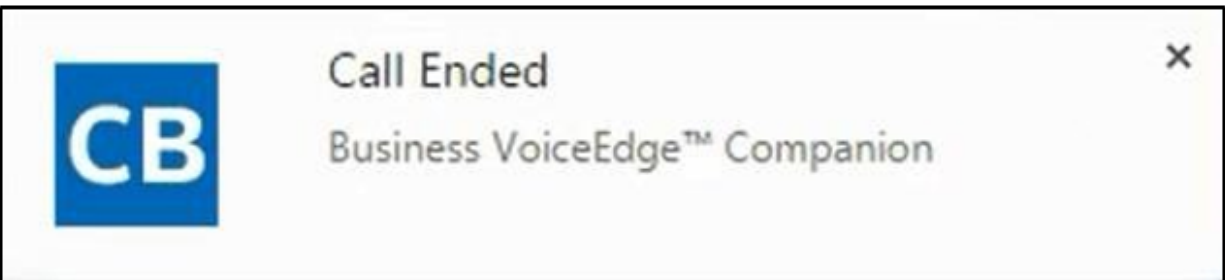 Call Ended
CB
Business VoiceEdge™ Companion